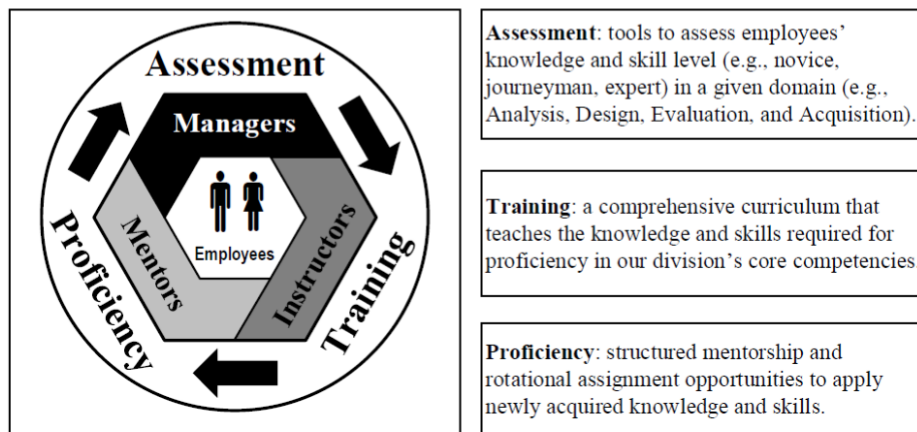 Assessment
Managers
Mentors
Employees
Instructors
Proficiency
Training
Assessment: tools to assess employees’
knowledge and skill level (e.g., novice,
journeyman, expert) in a given domain (e.g.,
Analysis, Design, Evaluation, and Acquisition).
Training: a comprehensive curriculum that
teaches the knowledge and skills required for
proficiency in our division’s core competencies.
Proficiency: structured mentorship and
rotational assignment opportunities to apply
newly acquired knowledge and skills.